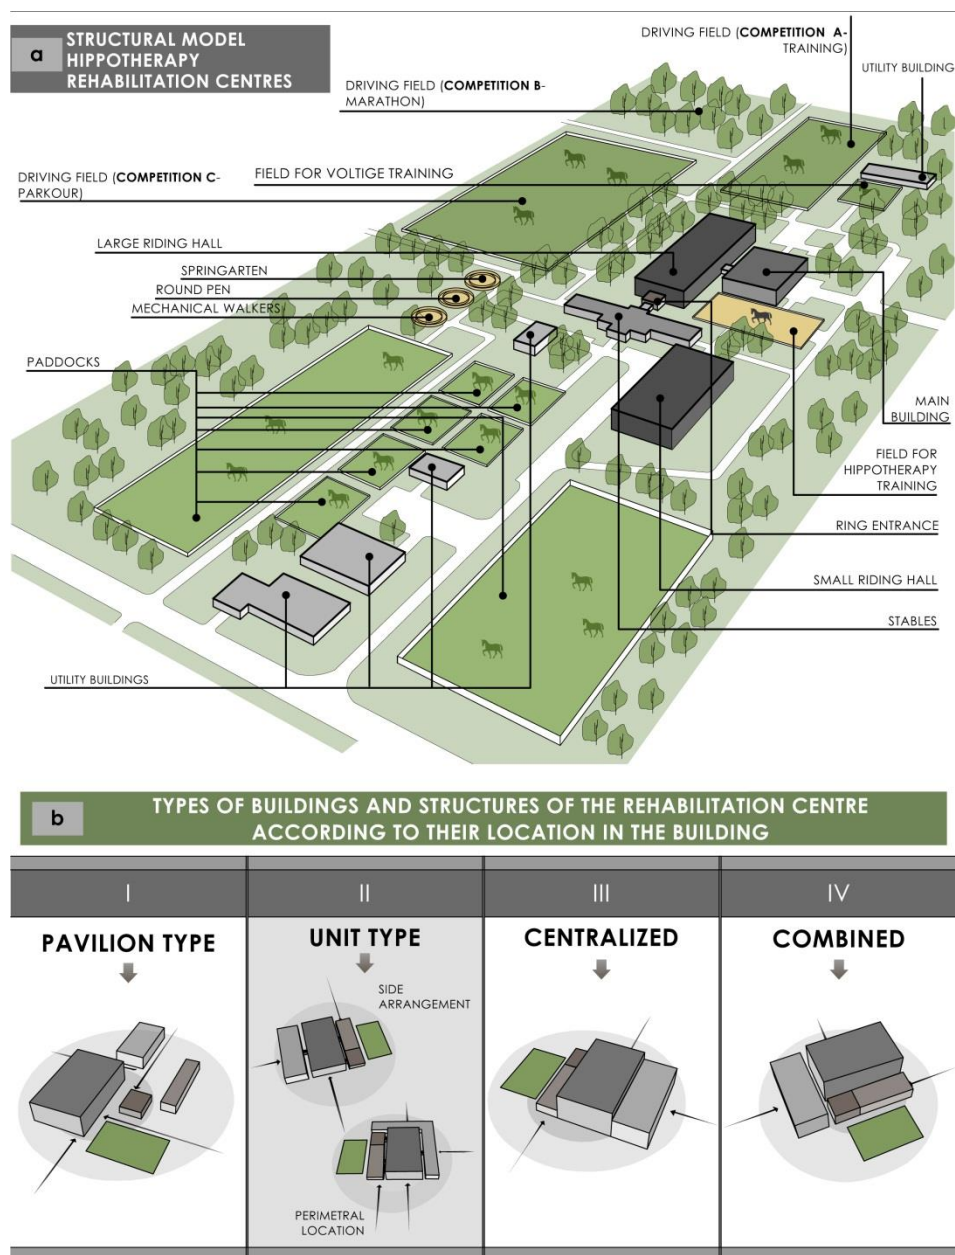 a
STRUCTURAL MODEL
HIPPOTHERAPY
REHABILITATION CENTRES
DRIVING FIELD (COMPETITION A-
TRAINING)
UTILITY BUILDING
DRIVING FIELD (COMPETITION B-
MARATHON)
DRIVING FIELD (COMPETITION C-
PARKOUR)
FIELD FOR VOLTIGE TRAINING
LARGE RIDING HALL
SPRINGARTEN
ROUND PEN
MECHANICAL WALKERS
PADDOCKS
MAIN
BUILDING
FIELD FOR
HIPPOTHERAPY
TRAINING
RING ENTRANCE
SMALL RIDING HALL
STABLES
UTILITY BUILDINGS
b
TYPES OF BUILDINGS AND STRUCTURES OF THE REHABILITATION CENTRE
ACCORDING TO THEIR LOCATION IN THE BUILDING
I
II
III
IV
PAVILION TYPE
UNIT TYPE
CENTRALIZED
COMBINED
SIDE
ARRANGEMENT
PERIMETRAL
LOCATION